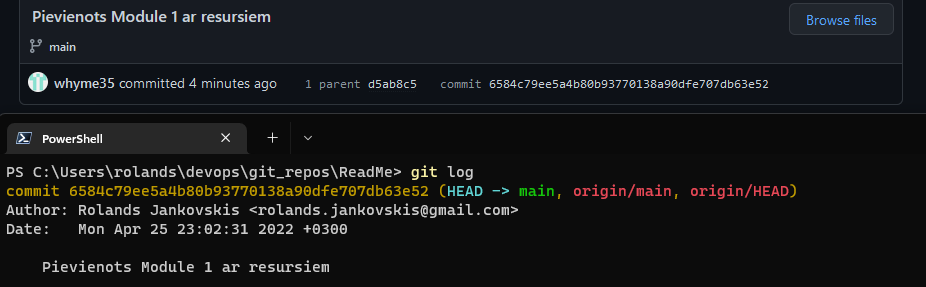 Pievienots Module 1 ar resursiem
Browse files
main
whyme35 committed 4 minutes ago 1 parent d5ab8c5 commit 6584c79ee5a4b80b93770138a90dfe707db63e52
PowerShell
PS C:\Users\rolands\devops\git_repos\ReadMe> git log
commit 6584c79ee5a4b80b93770138a90dfe707db63e52 (HEAD -> main, origin/main, origin/HEAD)
Author: Rolands Jankovskis <rolands.jankovskis@gmail.com>
Date: Mon Apr 25 23:02:31 2022 +0300
Pievienots Module 1 ar resursiem